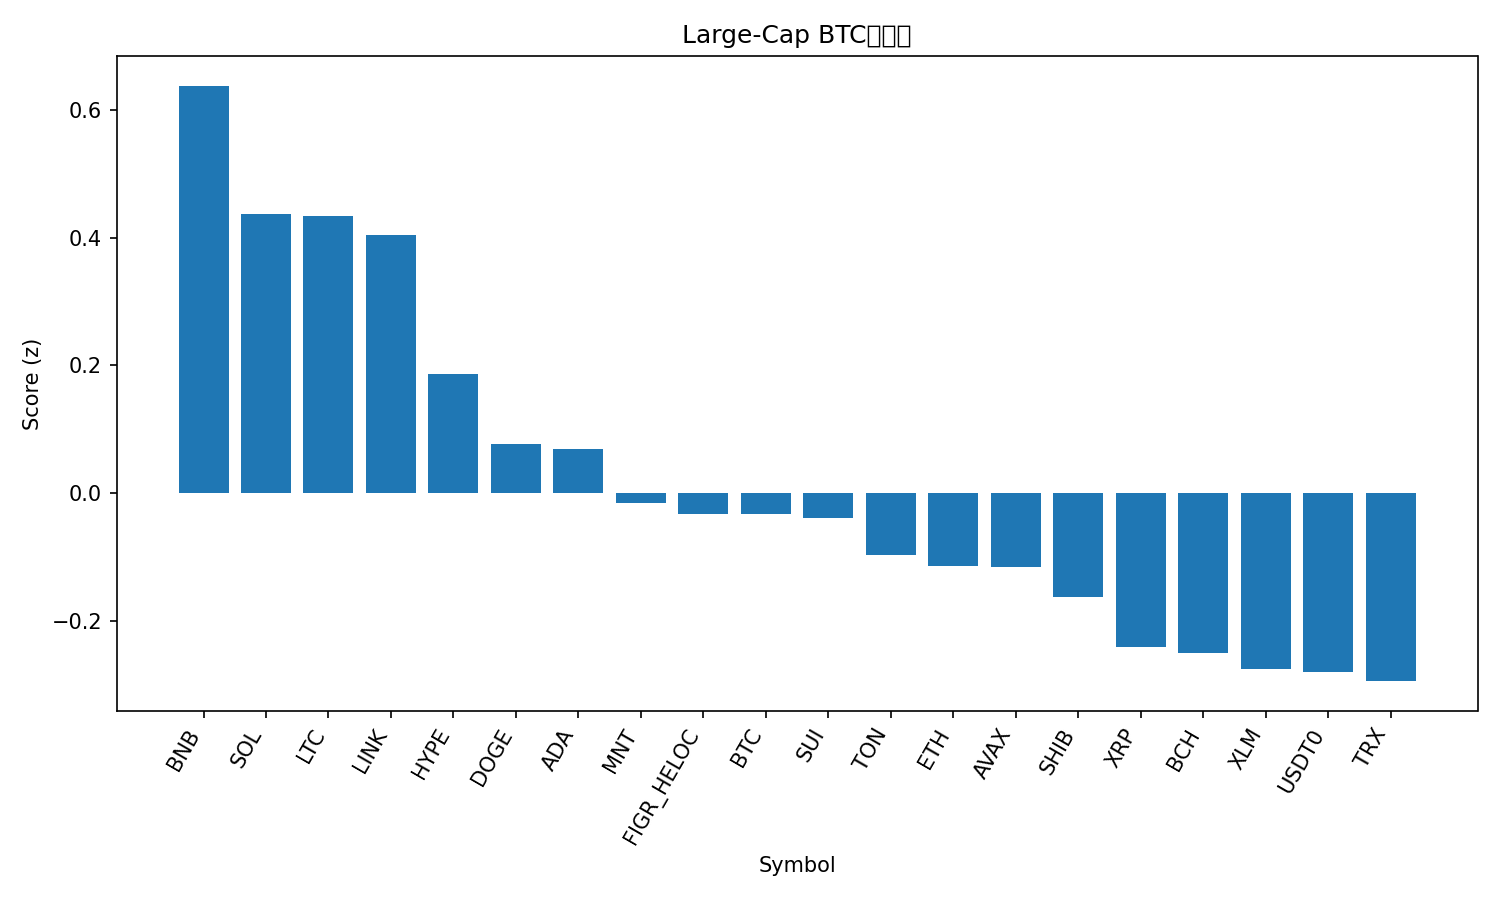 Large-Cap BTC
0.6
0.4
0.2
0.0
−0.2
Score (z)
BNB
SOL
LTC
LINK
HYPE
DOGE
ADA
MNT
FIGR_HELOC
BTC
SUI
TON
ETH
AVAX
SHIB
XRP
BCH
XLM
USDT0
TRX
Symbol